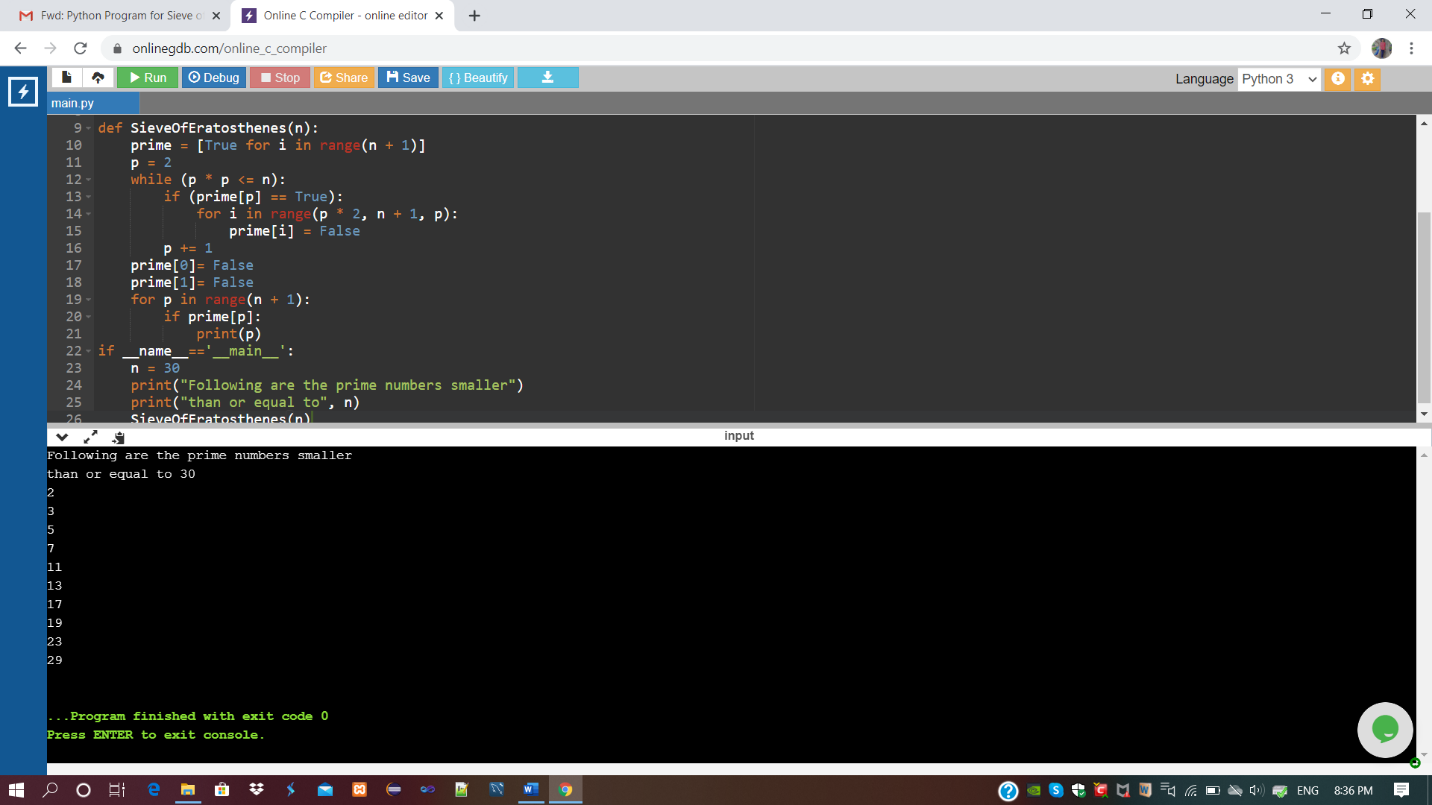 Fwd: Python Program for Sieve o
Online C Compiler - online editor
onlinegdb.com/online_c_compiler
Run Debug Stop Share Save { } Beautify Language Python 3
main.py
9 def SieveOfEratosthenes(n):
10 prime = [True for i in range(n + 1)]
11 p = 2
12 while (p * p <= n):
13 if (prime[p] == True):
14 for i in range(p * 2, n + 1, p):
15 prime[i] = False
16 p += 1
17 prime[0]= False
18 prime[1]= False
19 for p in range(n + 1):
20 if prime[p]:
21 print(p)
22 if __name__=='__main__':
23 n = 30
24 print("Following are the prime numbers smaller")
25 print("than or equal to", n)
26 SieveOfEratosthenes(n)
input
Following are the prime numbers smaller
than or equal to 30
2
3
5
7
11
13
17
19
23
29
...Program finished with exit code 0
Press ENTER to exit console.
ENG 8:36 PM